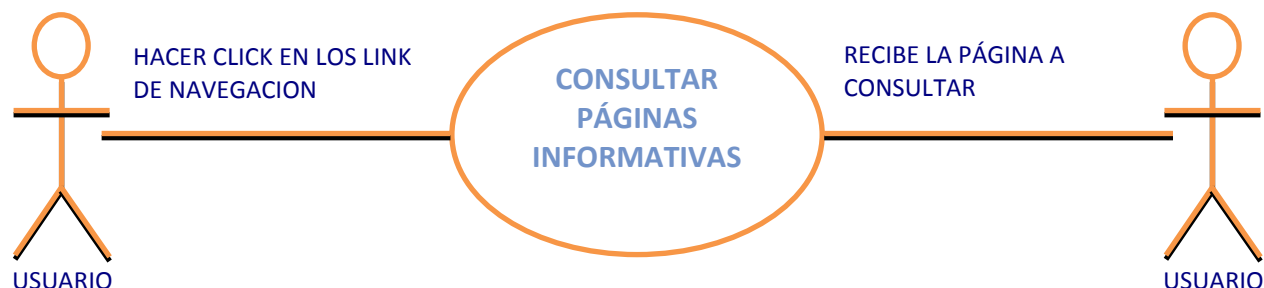 HACER CLICK EN LOS LINK
DE NAVEGACION
CONSULTAR
PÁGINAS
INFORMATIVAS
RECIBE LA PÁGINA A
CONSULTAR
USUARIO
USUARIO